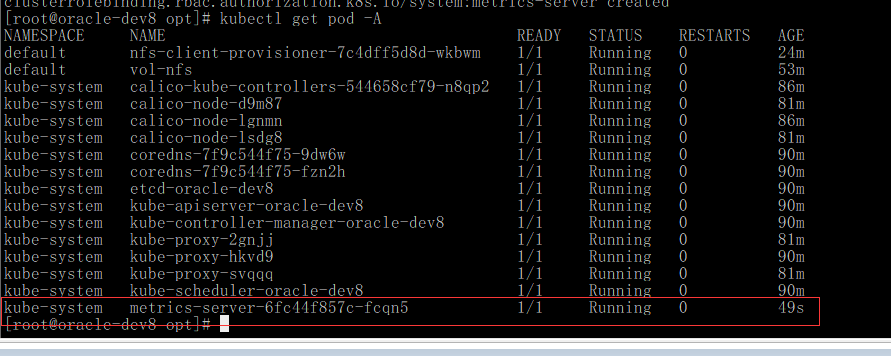 clusterrolebinding.rbac.authorization.k8s.io/system:metrics-server created
[root@oracle-dev8 opt]# kubectl get pod -A
NAMESPACE NAME READY STATUS RESTARTS AGE
default nfs-client-provisioner-7c4dff5d8d-wkbwm 1/1 Running 0 24m
default vol-nfs 1/1 Running 0 53m
kube-system calico-kube-controllers-544658cf79-n8qp2 1/1 Running 0 86m
kube-system calico-node-d9m87 1/1 Running 0 81m
kube-system calico-node-lgnmn 1/1 Running 0 86m
kube-system calico-node-lsdg8 1/1 Running 0 81m
kube-system coredns-7f9c544f75-9dw6w 1/1 Running 0 90m
kube-system coredns-7f9c544f75-fzn2h 1/1 Running 0 90m
kube-system etcd-oracle-dev8 1/1 Running 0 90m
kube-system kube-apiserver-oracle-dev8 1/1 Running 0 90m
kube-system kube-controller-manager-oracle-dev8 1/1 Running 0 90m
kube-system kube-proxy-2gnjj 1/1 Running 0 81m
kube-system kube-proxy-hkvd9 1/1 Running 0 90m
kube-system kube-proxy-svqqq 1/1 Running 0 81m
kube-system kube-scheduler-oracle-dev8 1/1 Running 0 90m
kube-system metrics-server-6fc44f857c-fcqn5 1/1 Running 0 49s
[root@oracle-dev8 opt]#